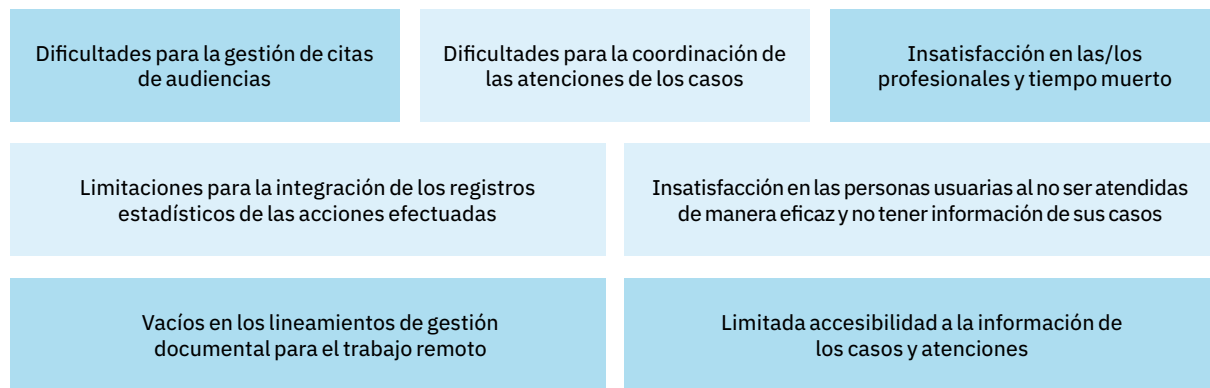 Dificultades para la gestión de citas
de audiencias
Dificultades para la coordinación de
las atenciones de los casos
Insatisfacción en las/los
profesionales y tiempo muerto
Limitaciones para la integración de los registros
estadísticos de las acciones efectuadas
Insatisfacción en las personas usuarias al no ser atendidas
de manera eficaz y no tener información de sus casos
Vacíos en los lineamientos de gestión
documental para el trabajo remoto
Limitada accesibilidad a la información de
los casos y atenciones